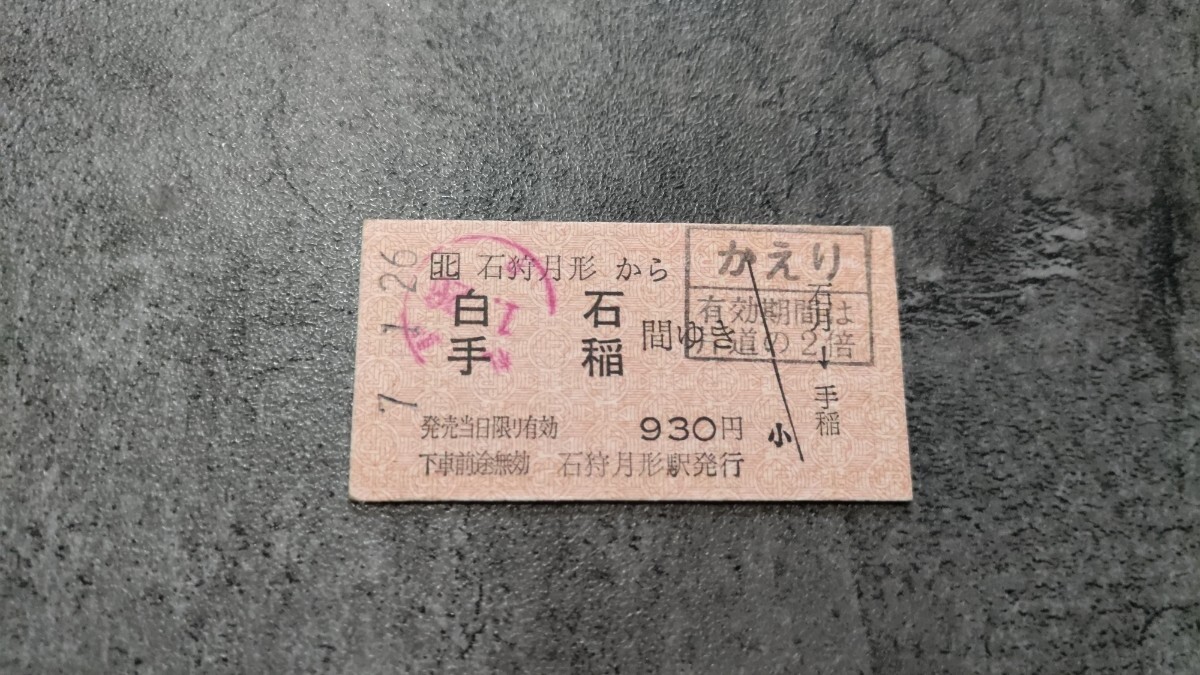 7. 1. 26
北 石狩月形 から
白石
手稲
間ゆき
発売当日限り有効 930円
下車前途無効 石狩月形駅発行
小
石月→手稲
かえり
有効期間は
片道の2倍